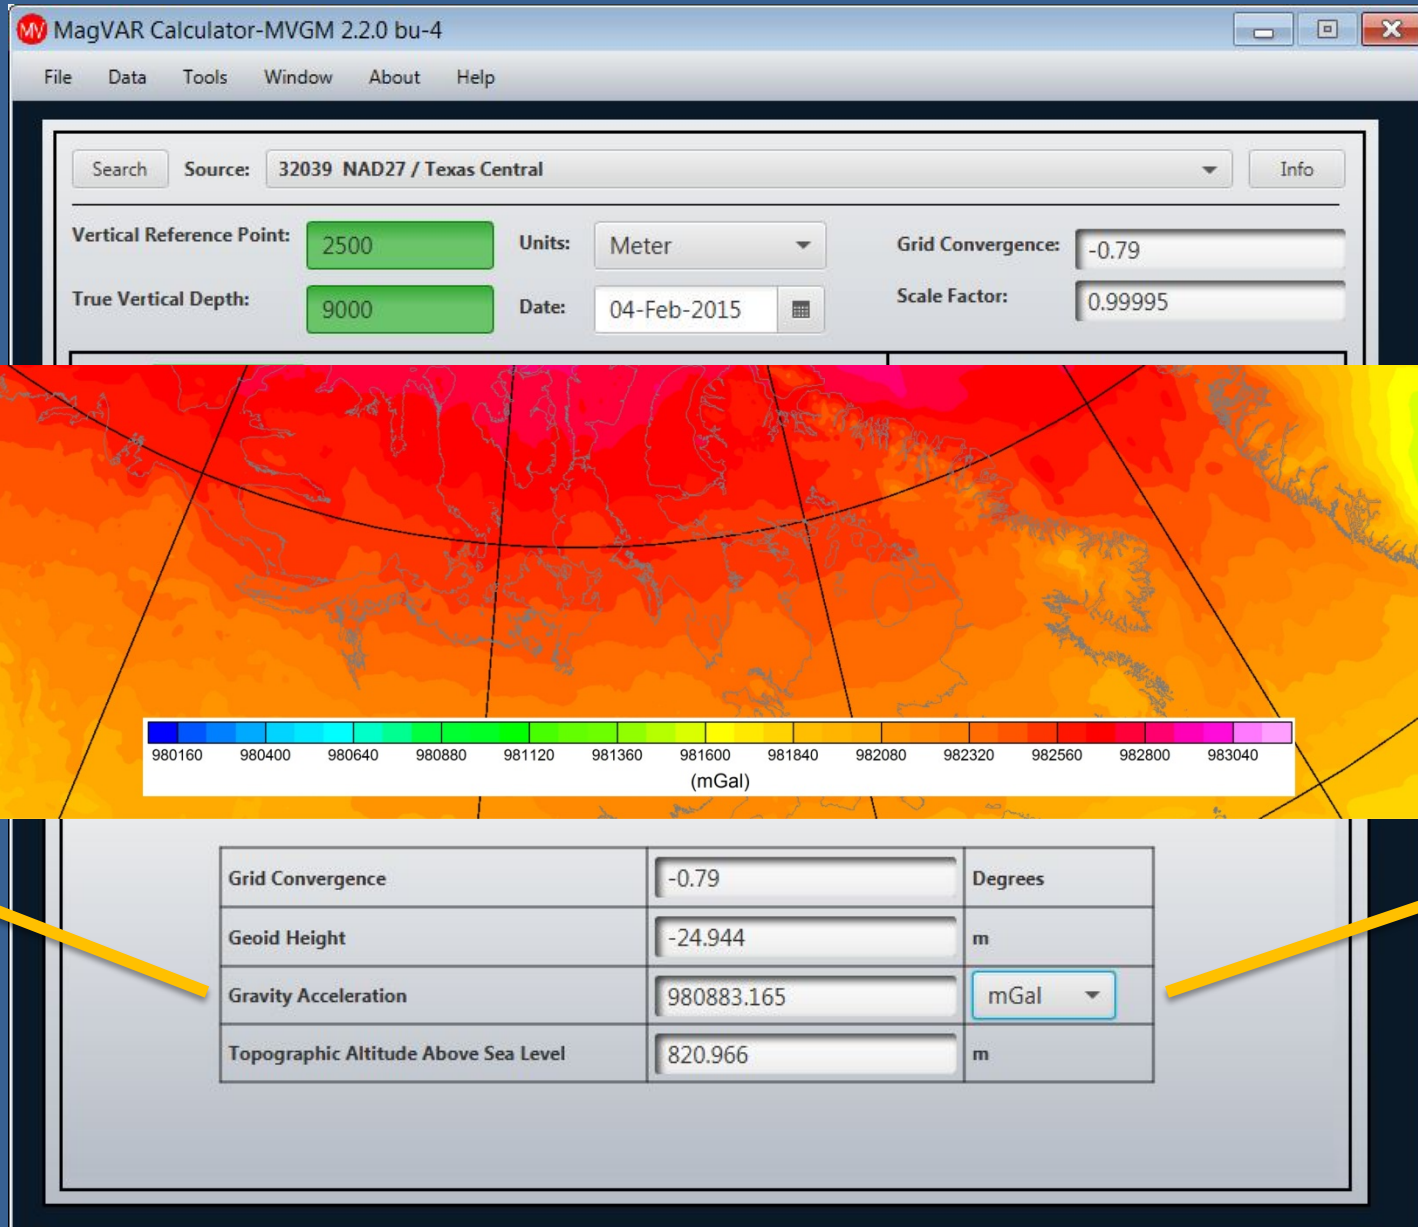 MV MagVAR Calculator-MVGM 2.2.0 bu-4
File Data Tools Window About Help
Search Source: 32039 NAD27 / Texas Central Info
Vertical Reference Point: 2500 Units: Meter Grid Convergence: -0.79
True Vertical Depth: 9000 Date: 04-Feb-2015 Scale Factor: 0.99995
980160 980400 980640 980880 981120 981360 981600 981840 982080 982320 982560 982800 983040
(mGal)
Grid Convergence -0.79 Degrees
Geoid Height -24.944 m
Gravity Acceleration 980883.165 mGal
Topographic Altitude Above Sea Level 820.966 m